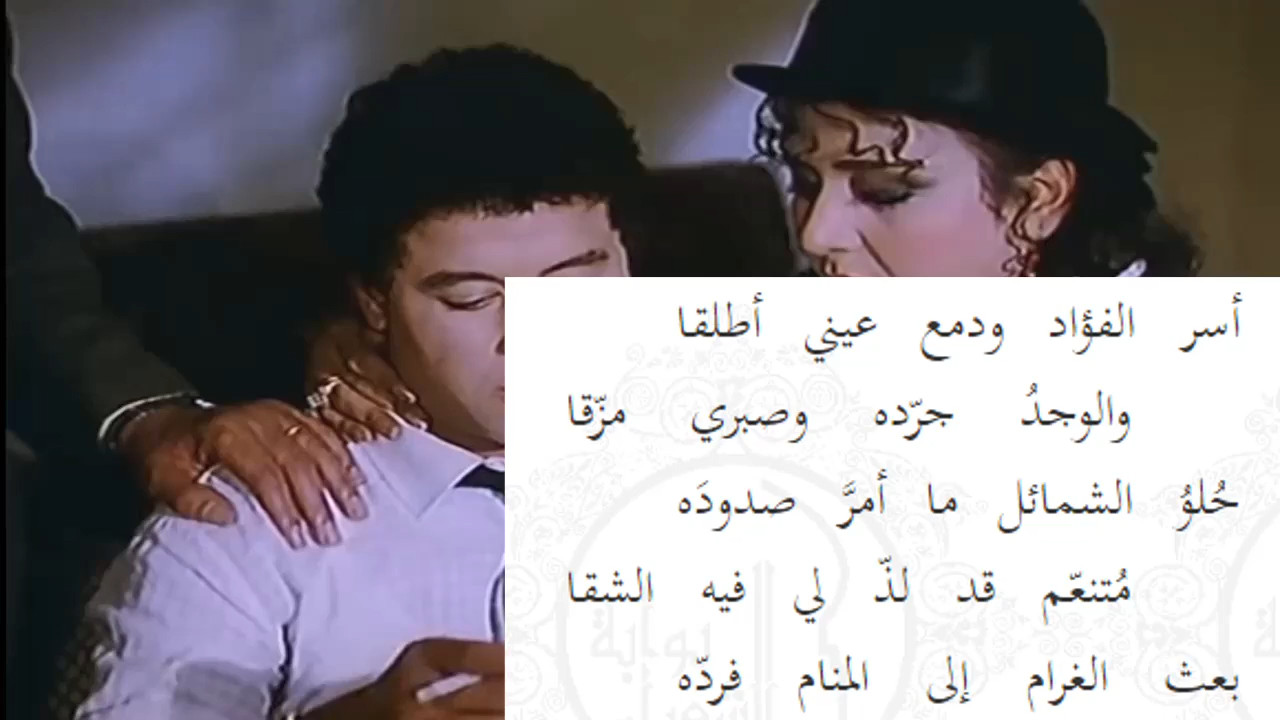 أسر الفؤاد ودمع عيني أطلقا
والوجدُ جرّده وصبري مزّقا
حُلوُ الشمائل ما أمرَّ صدودَه
مُتنعّم قد لذّ لي فيه الشقا
بعث الغرام إلى المنام فردّه
بوابة